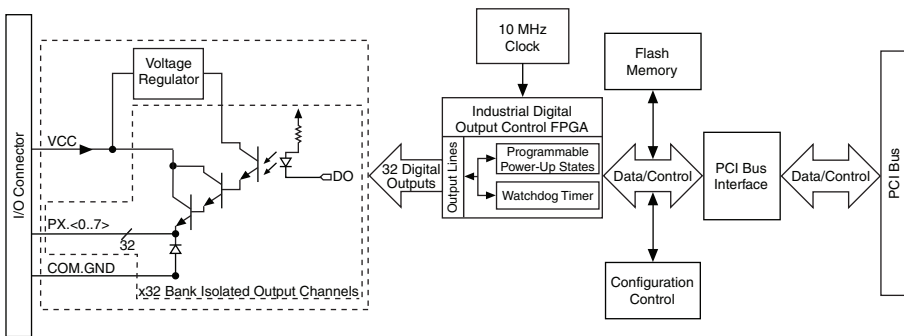 I/O Connector
Voltage
Regulator
VCC
DO
PX.<0..7>
32
COM.GND
x32 Bank Isolated Output Channels
32 Digital
Outputs
10 MHz
Clock
Industrial Digital
Output Control FPGA
Output Lines
Programmable
Power-Up States
Watchdog Timer
Flash
Memory
Data/Control
Configuration
Control
PCI Bus
Interface
Data/Control
PCI Bus